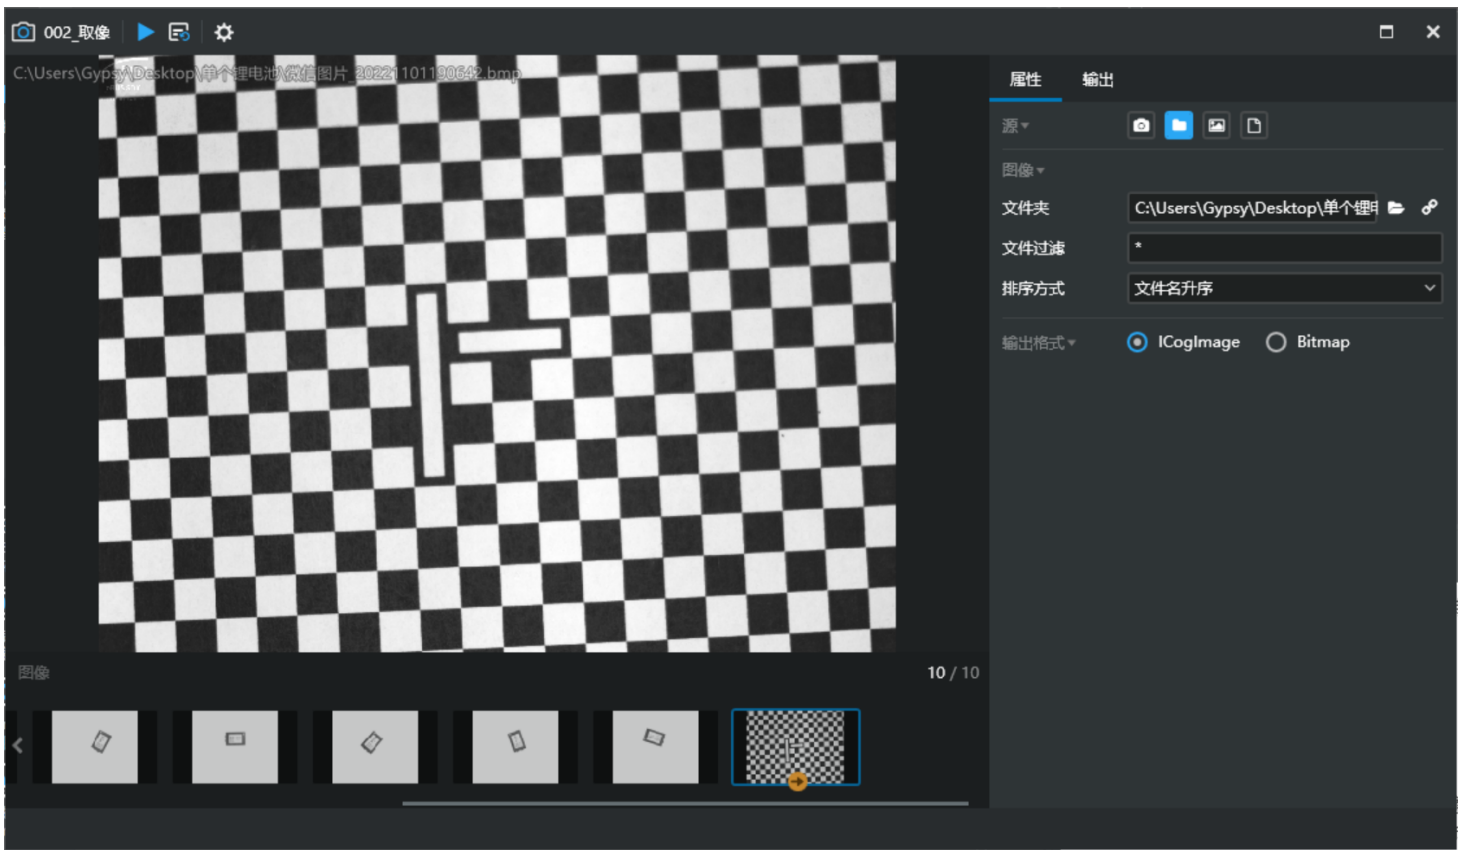 002_取像
C:\Users\Gypsy\Desktop\单个锂电池\微信图片_20221101190642.bmp
属性 输出
源
图像
文件夹 C:\Users\Gypsy\Desktop\单个锂
文件过滤 *
排序方式 文件名升序
输出格式 ICogImage Bitmap
图像 10 / 10